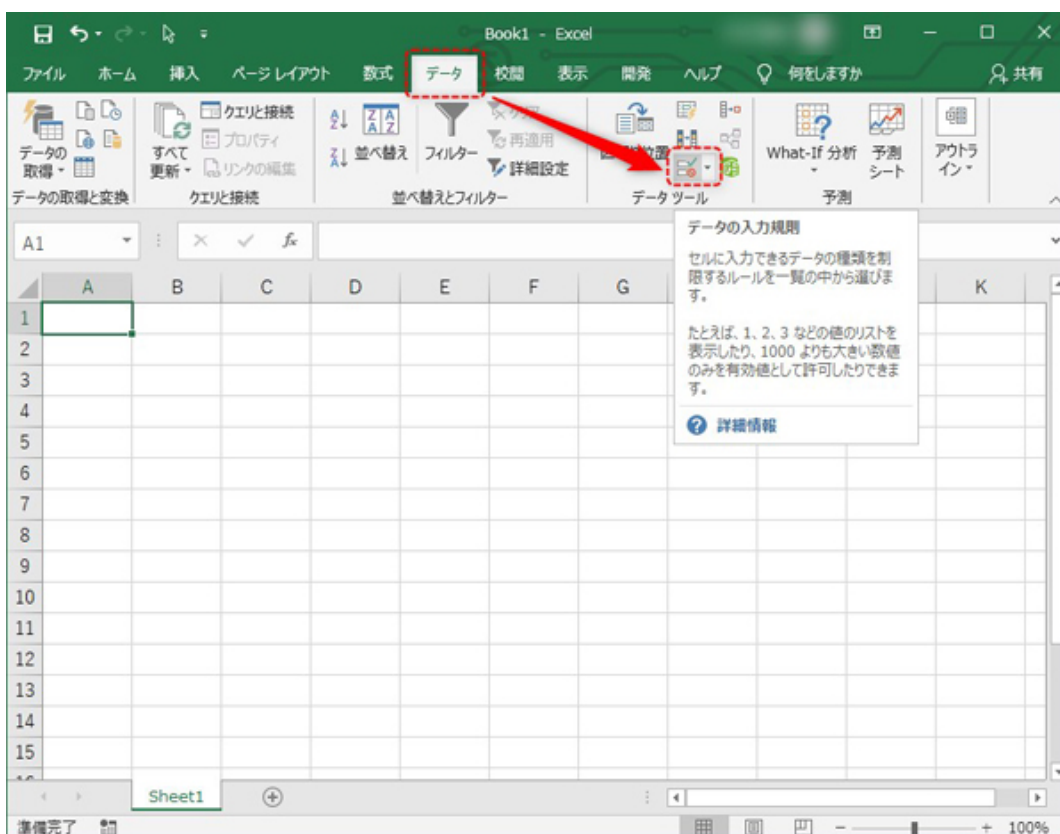 Book1 - Excel
ファイル ホーム 挿入 ページ レイアウト 数式 データ 校閲 表示 開発 ヘルプ 何をしますか 共有
データの取得
すべて更新
クエリと接続
プロパティ
リンクの編集
並べ替え
フィルター
再適用
詳細設定
What-If 分析
予測シート
アウトライン
データの取得と変換 クエリと接続 並べ替えとフィルター データ ツール 予測
A1 fx
データの入力規則
セルに入力できるデータの種類を制
限するルールを一覧の中から選びま
す。
たとえば、1、2、3 などの値のリストを
表示したり、1000 よりも大きい数値
のみを有効値として許可したりできま
す。
詳細情報
A B C D E F G K
1
2
3
4
5
6
7
8
9
10
11
12
13
14
15
Sheet1
準備完了 100%